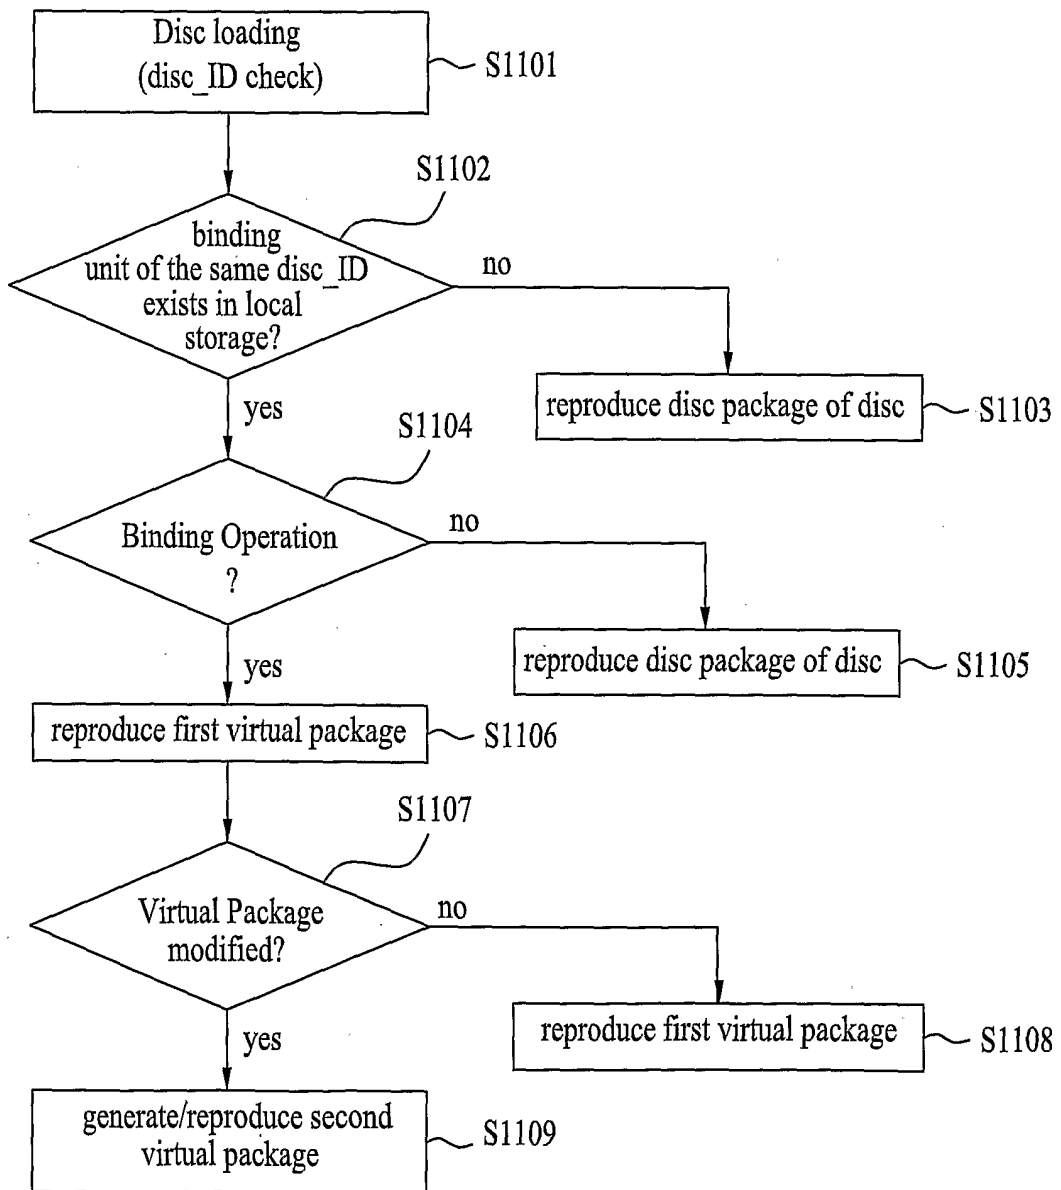 Disc loading
(disc_ID check)
S1101
S1102
binding
unit of the same disc_ID
exists in local
storage?
no
yes
reproduce disc package of disc
S1103
S1104
Binding Operation
?
no
yes
reproduce disc package of disc
S1105
reproduce first virtual package
S1106
S1107
Virtual Package
modified?
no
yes
reproduce first virtual package
S1108
generate/reproduce second
virtual package
S1109